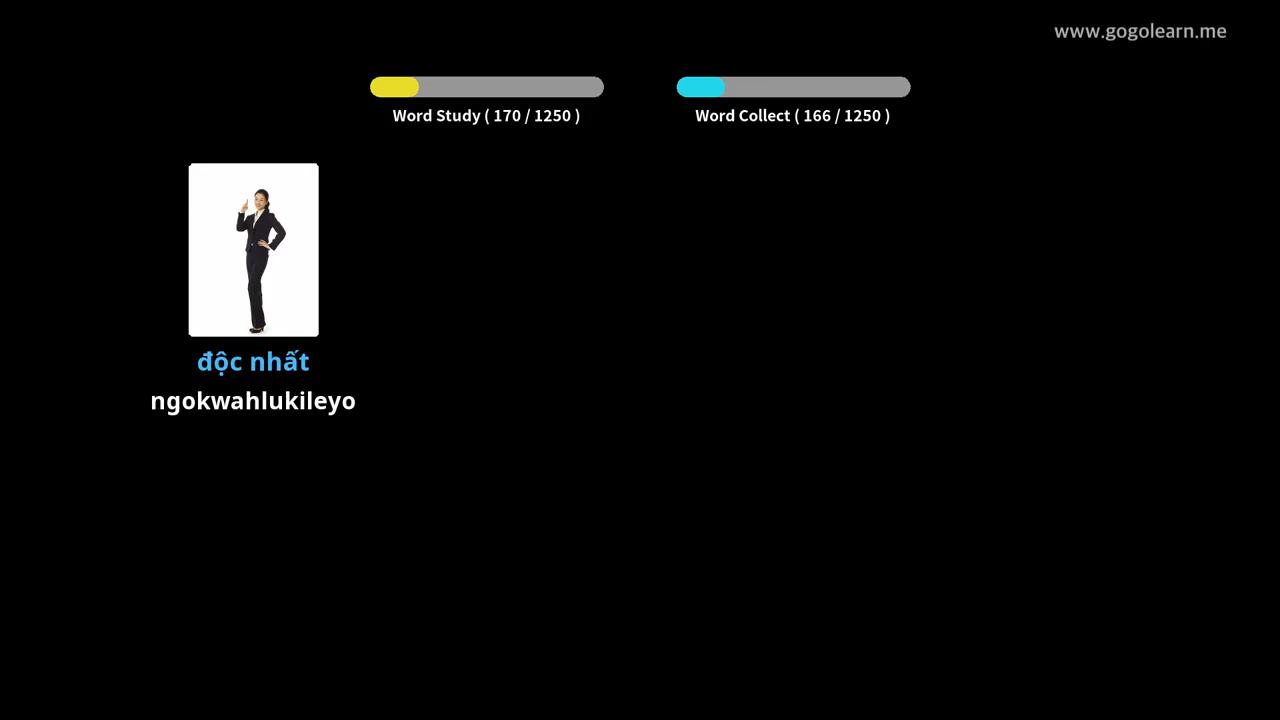 www.gogolearn.me
Word Study ( 170 / 1250 )
Word Collect ( 166 / 1250 )
độc nhất
ngokwahlukileyo